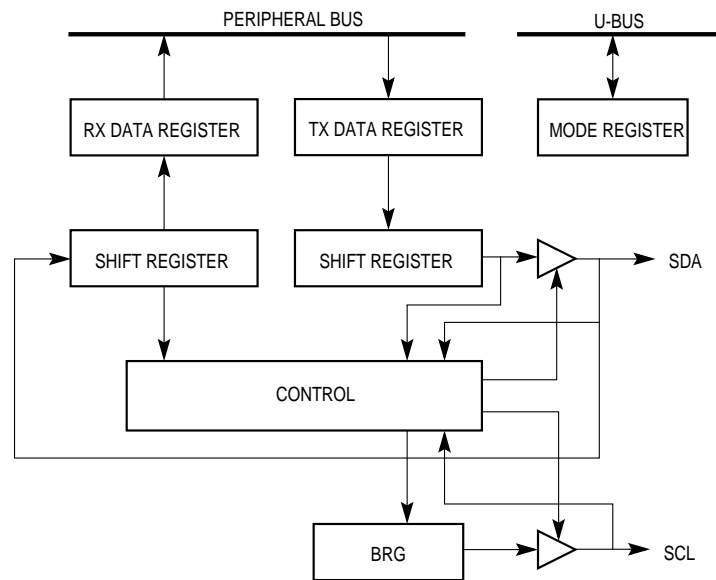 PERIPHERAL BUS
U-BUS
RX DATA REGISTER
TX DATA REGISTER
MODE REGISTER
SHIFT REGISTER
SHIFT REGISTER
SDA
CONTROL
BRG
SCL